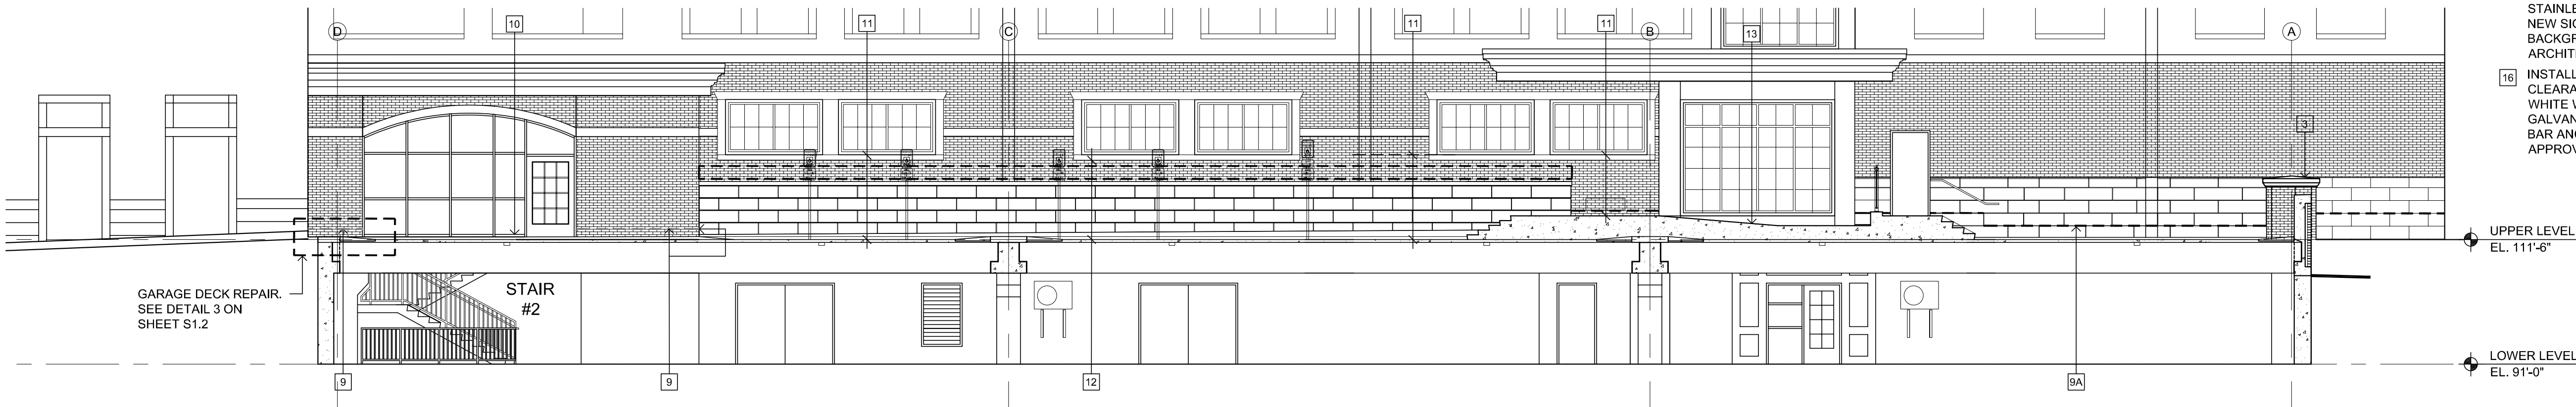 D
10
11
C
11
11
B
13
A
3
STAIR
#2
GARAGE DECK REPAIR.
SEE DETAIL 3 ON
SHEET S1.2
9
9
12
9A
UPPER LEVEL
EL. 111'-6"
LOWER LEVEL
EL. 91'-0"
STAINLE
NEW SIG
BACKGR
ARCHIT
16 INSTALL
CLEARA
WHITE W
GALVAN
BAR AN
APPROV